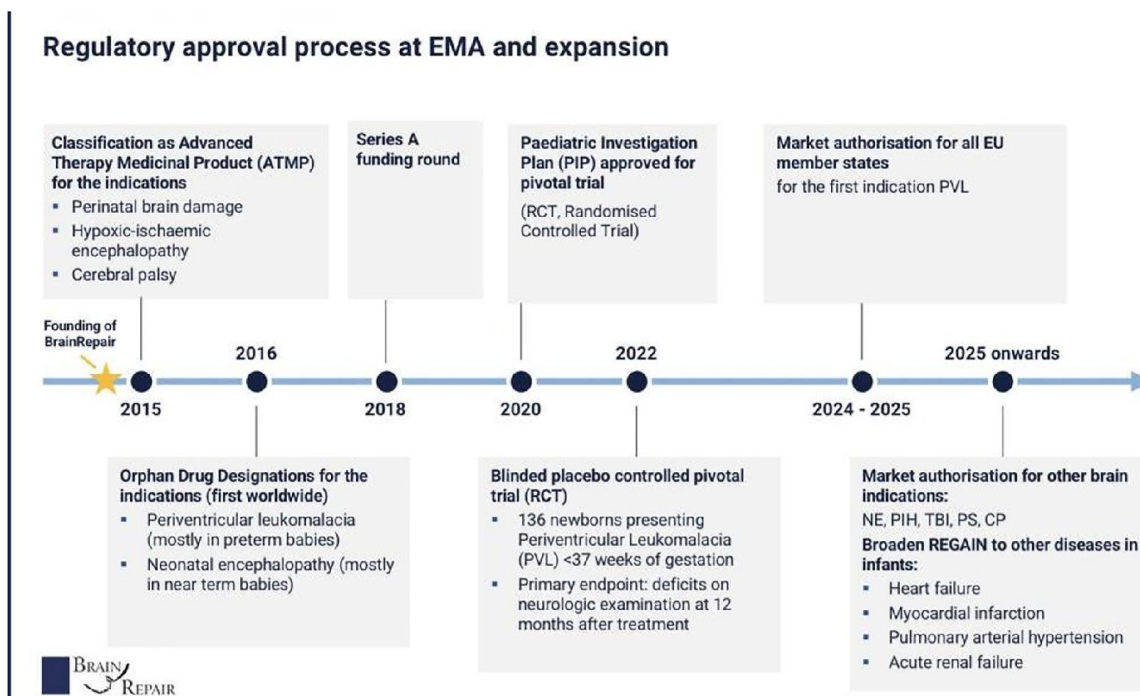 Regulatory approval process at EMA and expansion
Classification as Advanced
Therapy Medicinal Product (ATMP)
for the indications
▪ Perinatal brain damage
▪ Hypoxic-ischaemic
encephalopathy
▪ Cerebral palsy
Series A
funding round
Paediatric Investigation
Plan (PIP) approved for
pivotal trial
(RCT, Randomised
Controlled Trial)
Market authorisation for all EU
member states
for the first indication PVL
Founding of
BrainRepair
2015
2016
2018
2020
2022
2024 - 2025
2025 onwards
Orphan Drug Designations for the
indications (first worldwide)
▪ Periventricular leukomalacia
(mostly in preterm babies)
▪ Neonatal encephalopathy (mostly
in near term babies)
Blinded placebo controlled pivotal
trial (RCT)
▪ 136 newborns presenting
Periventricular Leukomalacia
(PVL) <37 weeks of gestation
▪ Primary endpoint: deficits on
neurologic examination at 12
months after treatment
Market authorisation for other brain
indications:
NE, PIH, TBI, PS, CP
Broaden REGAIN to other diseases in
infants:
▪ Heart failure
▪ Myocardial infarction
▪ Pulmonary arterial hypertension
▪ Acute renal failure
BRAIN
REPAIR